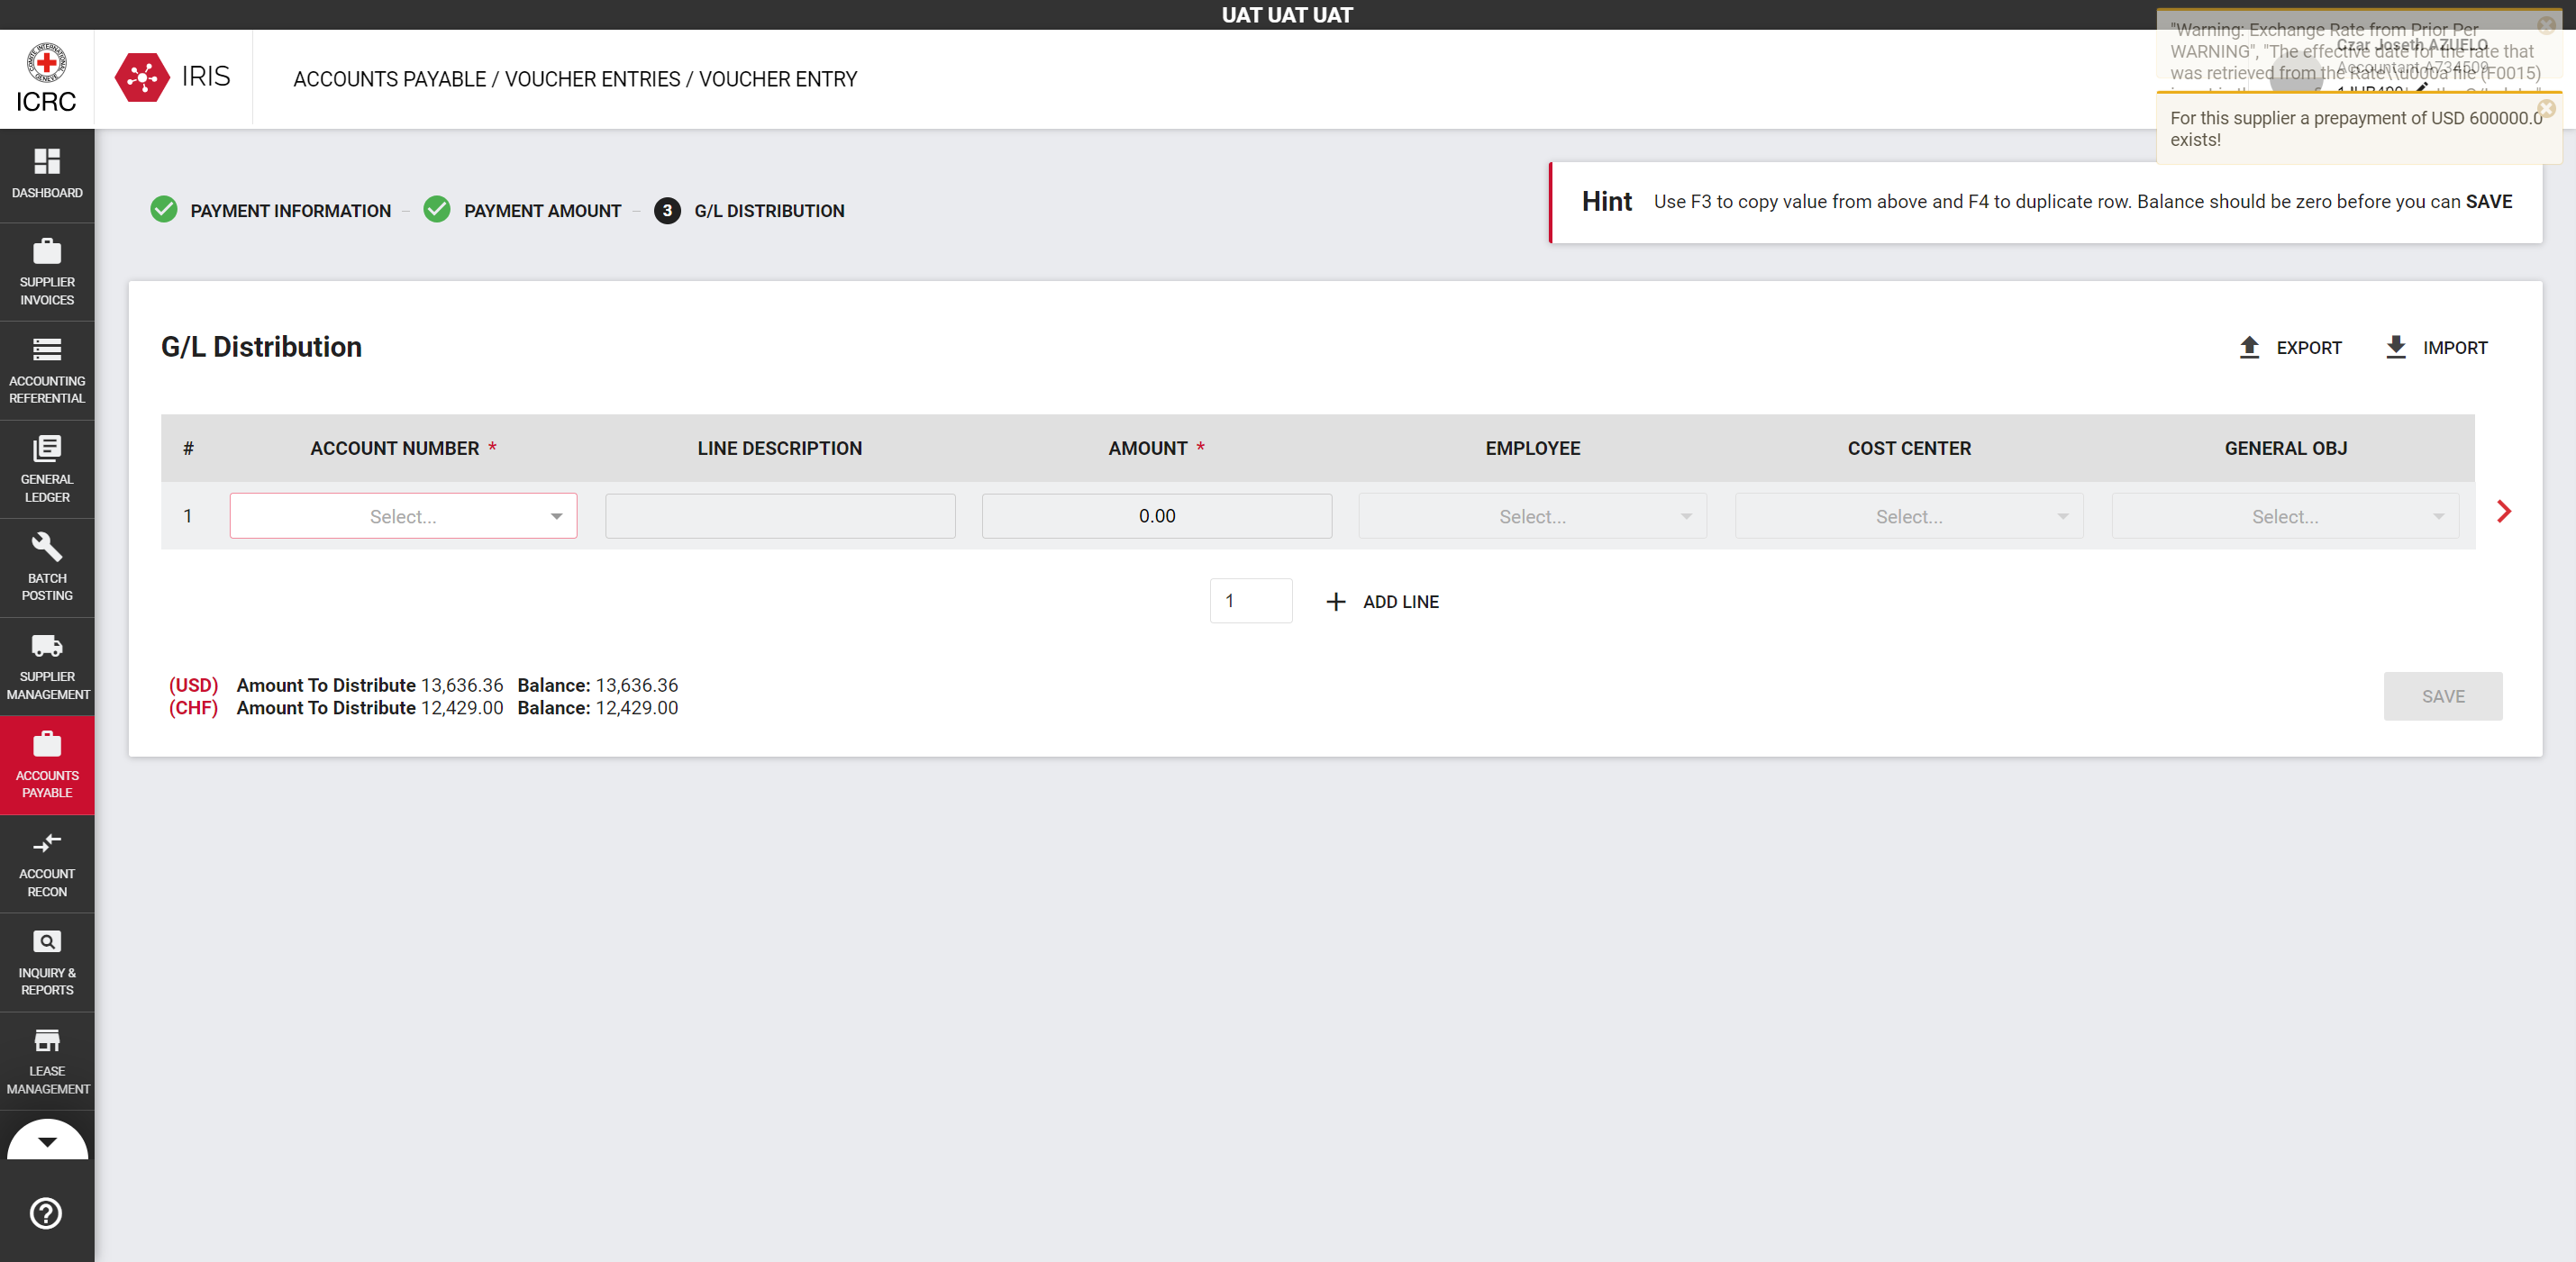 UAT UAT UAT
ICRC
IRIS
ACCOUNTS PAYABLE / VOUCHER ENTRIES / VOUCHER ENTRY
"Warning: Exchange Rate from Prior Per
WARNING", "The effective date for the rate that
was retrieved from the Rate\\u000a file (F0015)
Czar Joseth AZUELO
Accountant A734509
For this supplier a prepayment of USD 600000.0
exists!
DASHBOARD
SUPPLIER
INVOICES
ACCOUNTING
REFERENTIAL
GENERAL
LEDGER
BATCH
POSTING
SUPPLIER
MANAGEMENT
ACCOUNTS
PAYABLE
ACCOUNT
RECON
INQUIRY &
REPORTS
LEASE
MANAGEMENT
PAYMENT INFORMATION
PAYMENT AMOUNT
3 G/L DISTRIBUTION
Hint Use F3 to copy value from above and F4 to duplicate row. Balance should be zero before you can SAVE
G/L Distribution
EXPORT IMPORT
# ACCOUNT NUMBER * LINE DESCRIPTION AMOUNT * EMPLOYEE COST CENTER GENERAL OBJ
1 Select... 0.00 Select... Select... Select...
1 ADD LINE
(USD) Amount To Distribute 13,636.36 Balance: 13,636.36
(CHF) Amount To Distribute 12,429.00 Balance: 12,429.00
SAVE